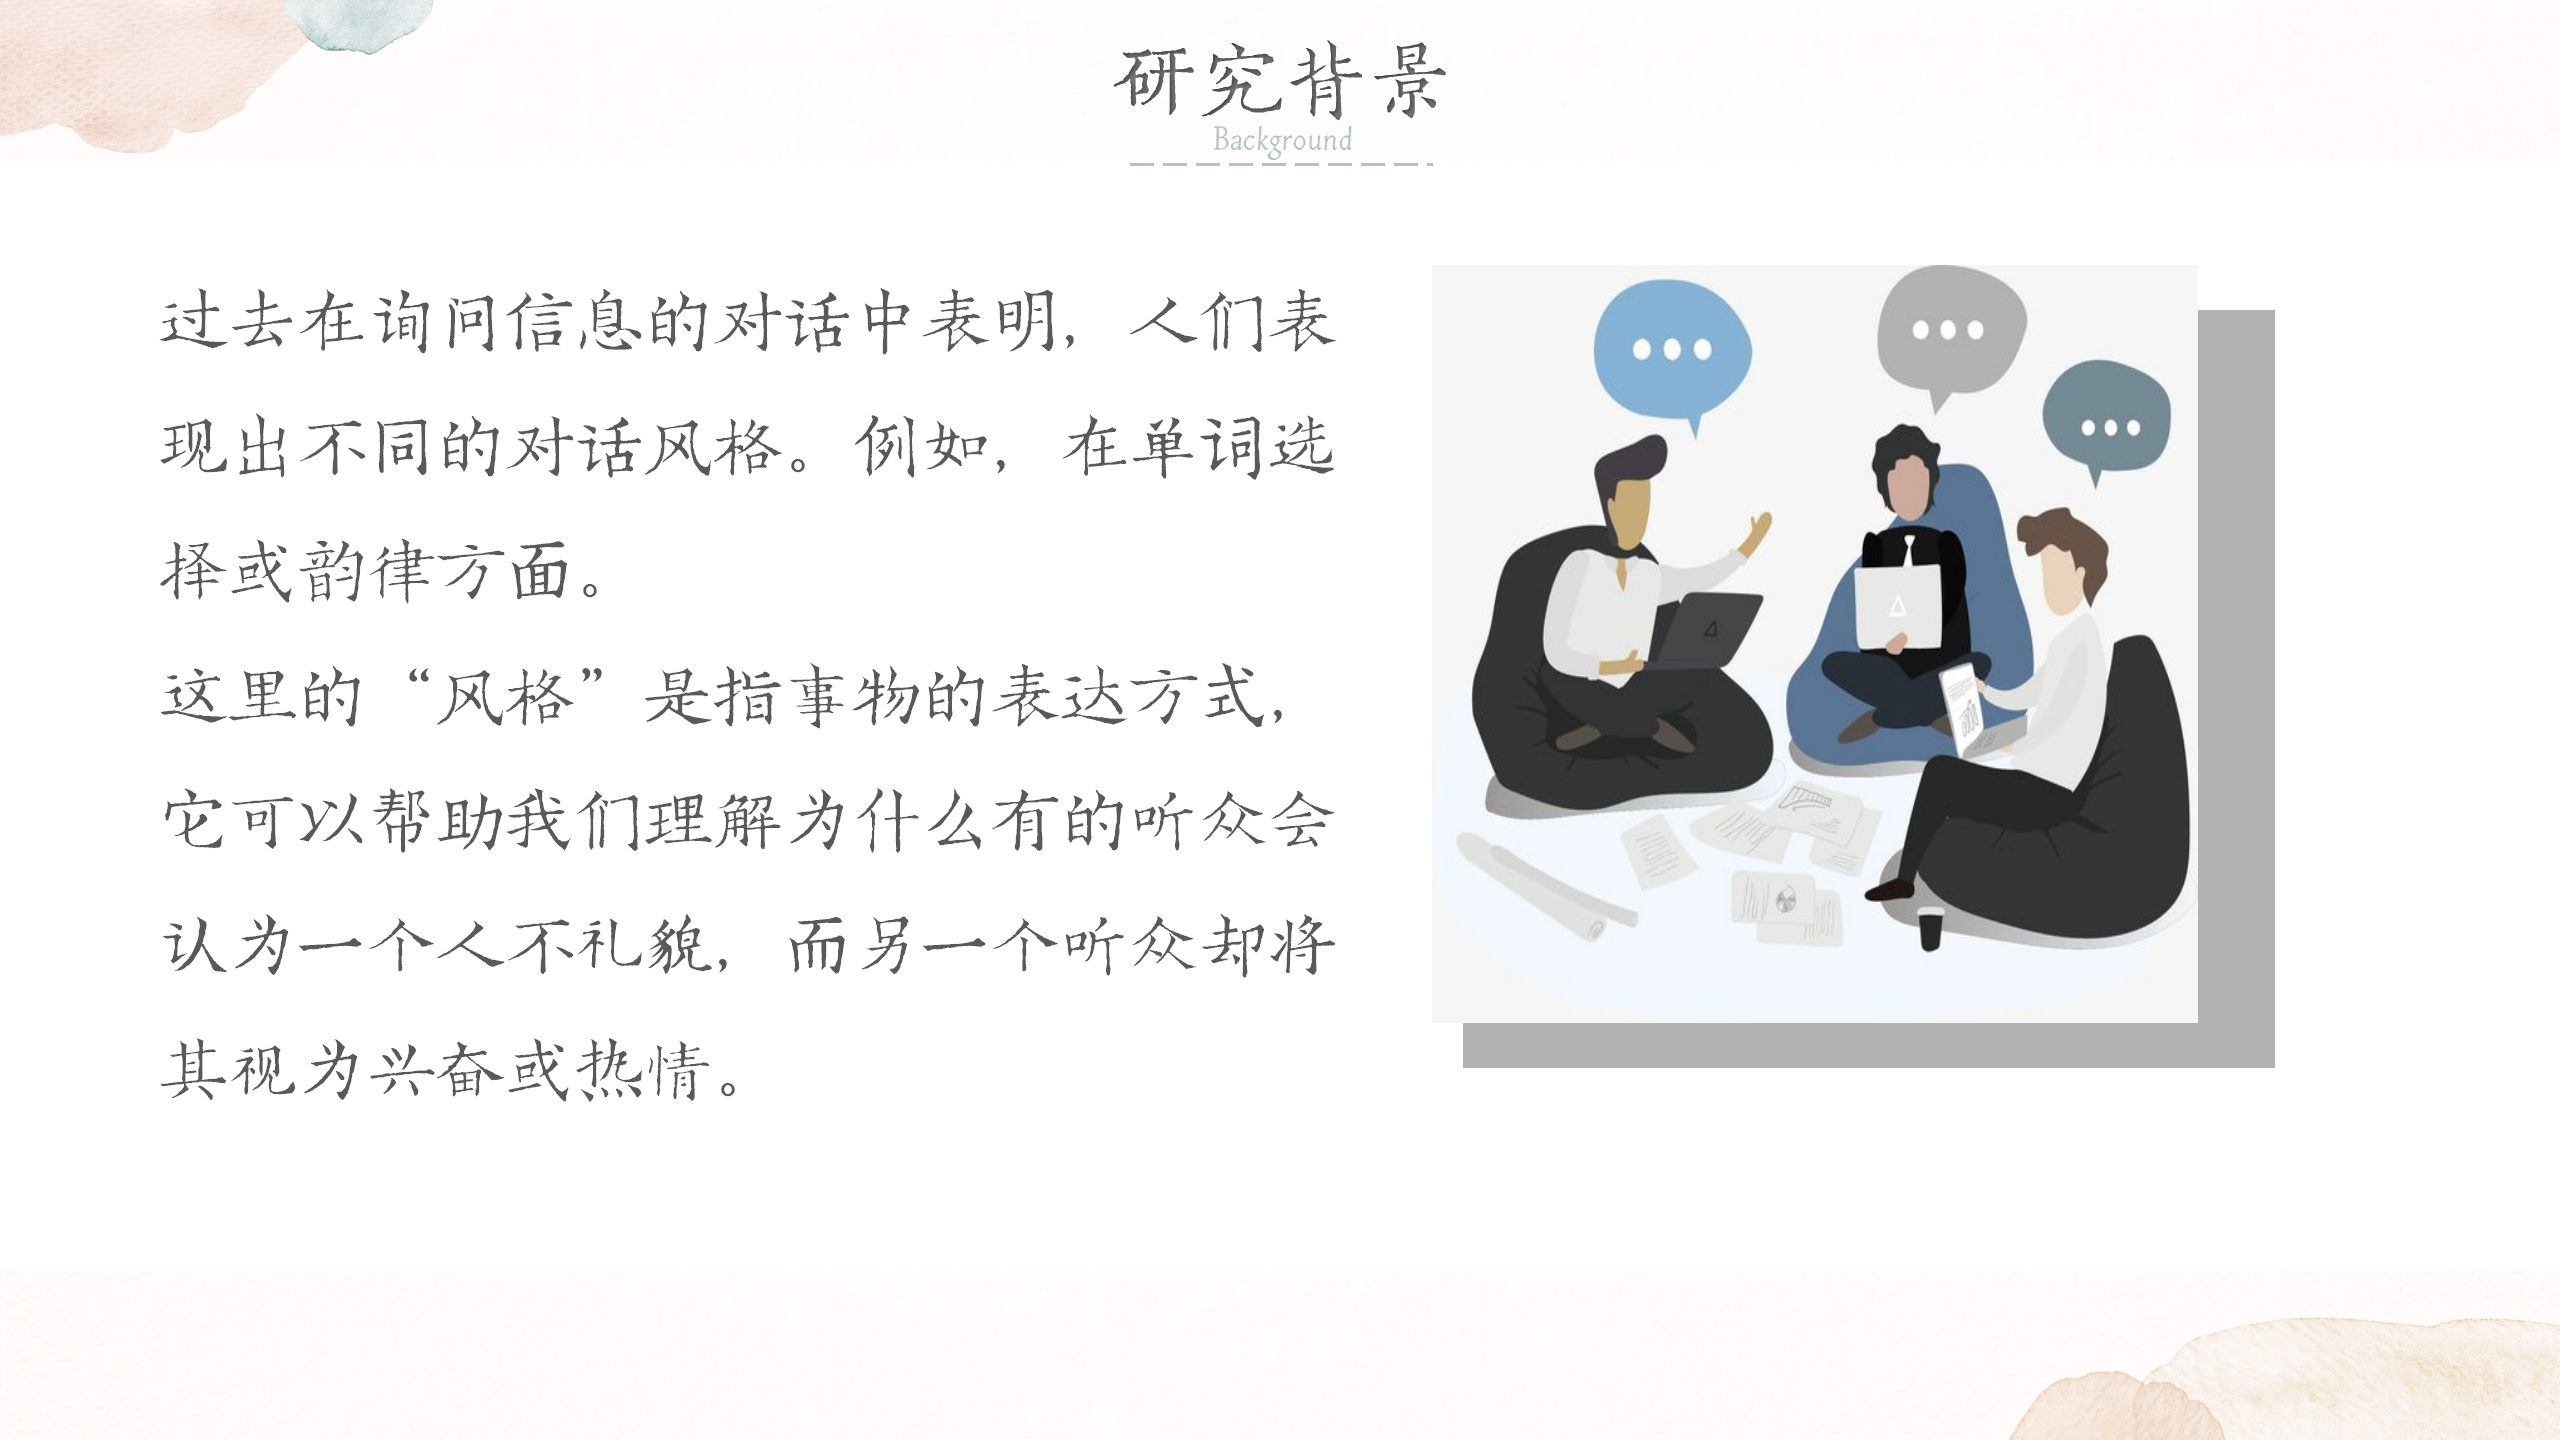 研究背景
Background
过去在询问信息的对话中表明，人们表
现出不同的对话风格。例如，在单词选
择或韵律方面。
这里的“风格”是指事物的表达方式，
它可以帮助我们理解为什么有的听众会
认为一个人不礼貌，而另一个听众却将
其视为兴奋或热情。